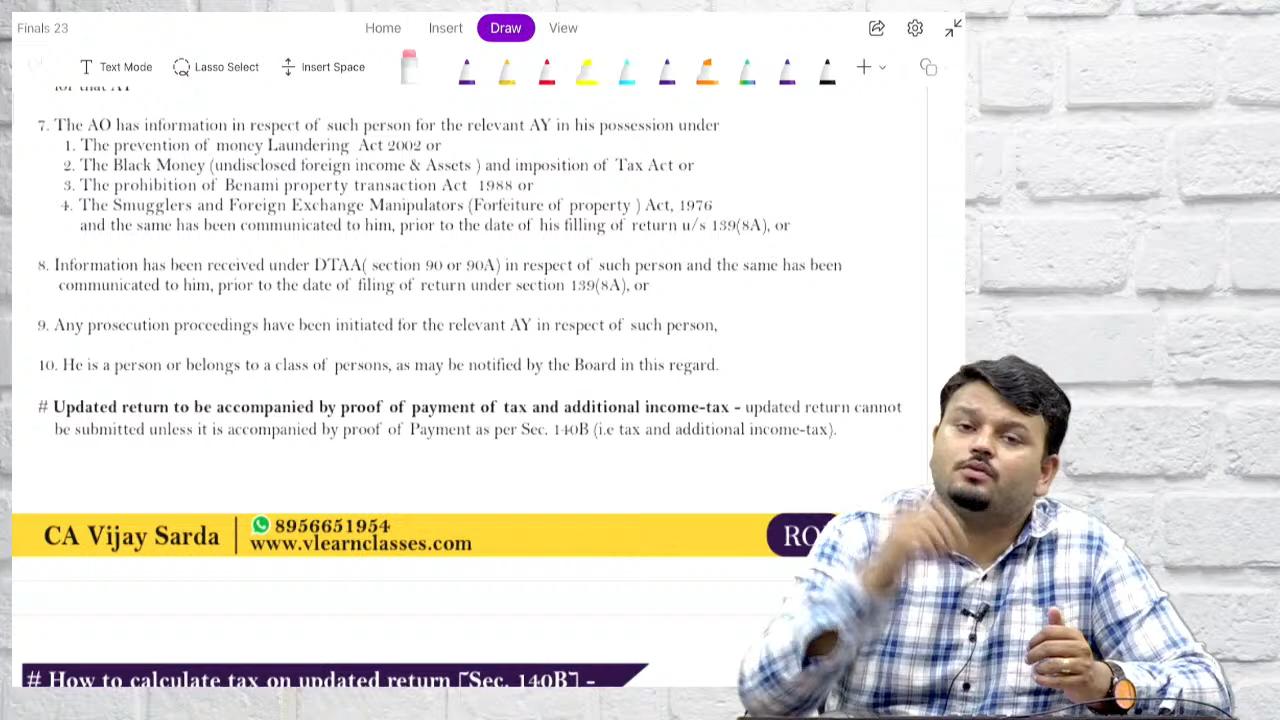 Finals 23
Home
Insert
Draw
View
Text Mode
Lasso Select
Insert Space
for that AY
7. The AO has information in respect of such person for the relevant AY in his possession under
1. The prevention of money Laundering Act 2002 or
2. The Black Money (undisclosed foreign income & Assets ) and imposition of Tax Act or
3. The prohibition of Benami property transaction Act 1988 or
4. The Smugglers and Foreign Exchange Manipulators (Forfeiture of property ) Act, 1976
and the same has been communicated to him, prior to the date of his filling of return u/s 139(8A), or
8. Information has been received under DTAA( section 90 or 90A) in respect of such person and the same has been
communicated to him, prior to the date of filing of return under section 139(8A), or
9. Any prosecution proceedings have been initiated for the relevant AY in respect of such person,
10. He is a person or belongs to a class of persons, as may be notified by the Board in this regard.
# Updated return to be accompanied by proof of payment of tax and additional income-tax - updated return cannot
be submitted unless it is accompanied by proof of Payment as per Sec. 140B (i.e tax and additional income-tax).
CA Vijay Sarda
8956651954
www.vlearnclasses.com
# How to calculate tax on updated return [Sec. 140B] -